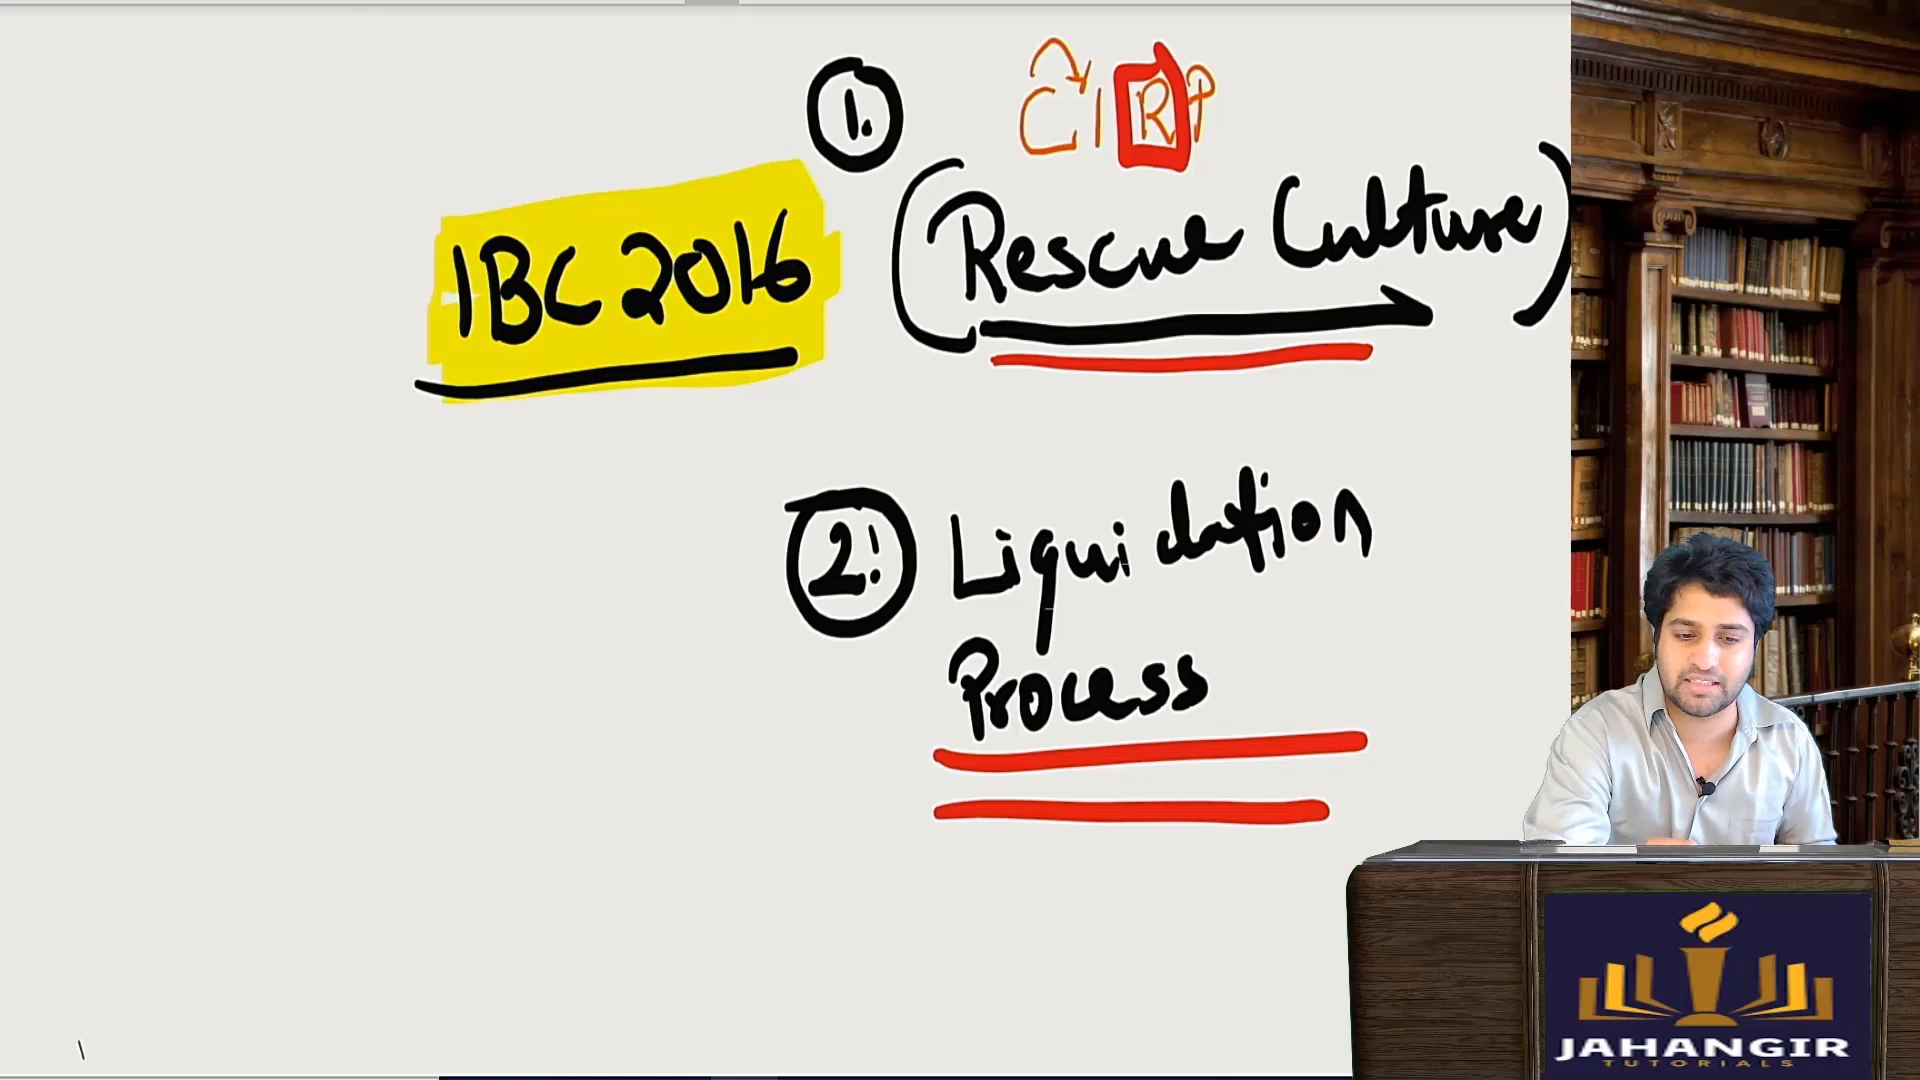 1. CIRP
IBC 2016 (Rescue Culture)
2. Liquidation
Process
JAHANGIR
TUTORIALS